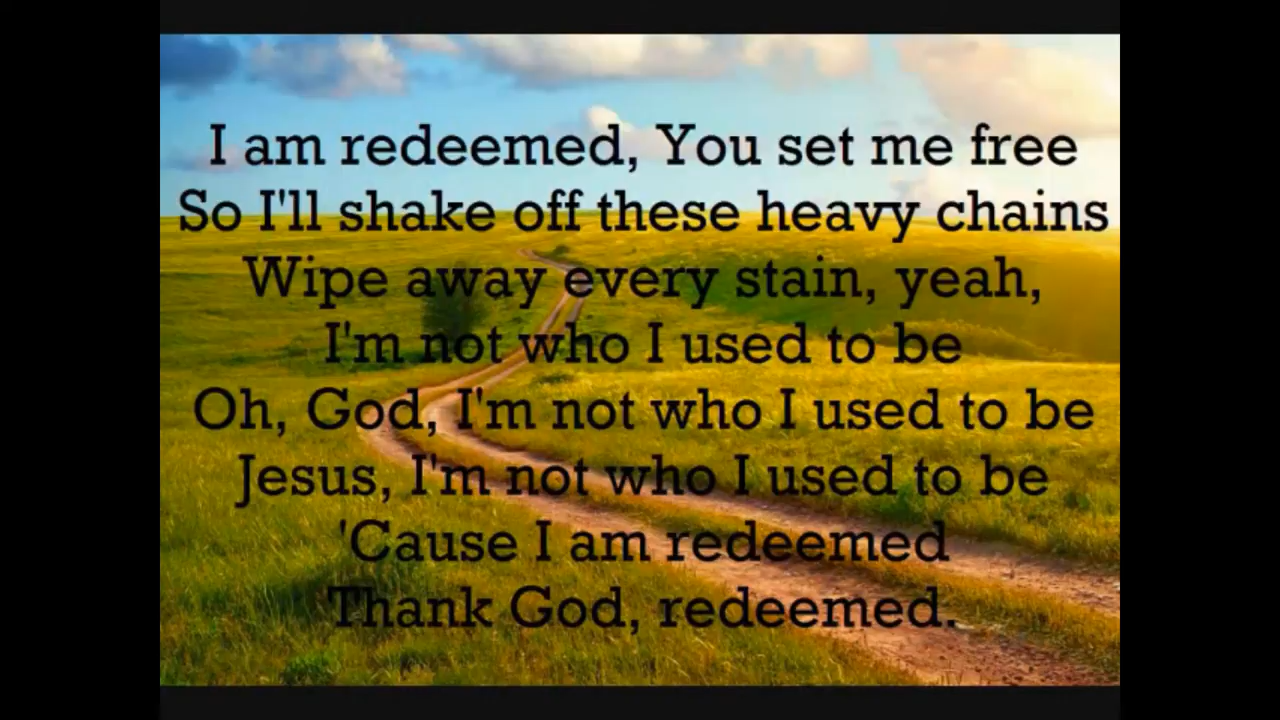 I am redeemed, You set me free
So I'll shake off these heavy chains
Wipe away every stain, yeah,
I'm not who I used to be
Oh, God, I'm not who I used to be
Jesus, I'm not who I used to be
'Cause I am redeemed
Thank God, redeemed.